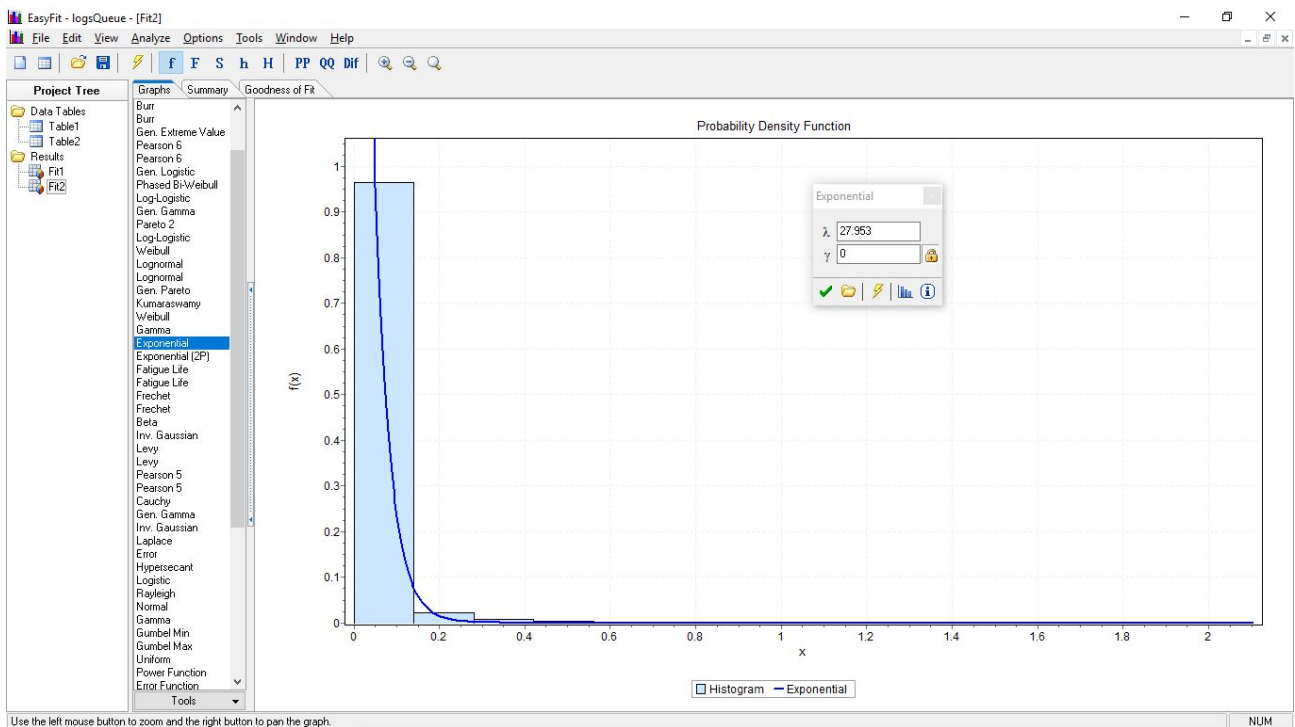 EasyFit - logsQueue - [Fit2]
File Edit View Analyze Options Tools Window Help
f F S h H PP QQ Dif
Project Tree
Data Tables
Table1
Table2
Results
Fit1
Fit2
Graphs Summary Goodness of Fit
Burr
Burr
Gen. Extreme Value
Pearson 6
Pearson 6
Gen. Logistic
Phased Bi-Weibull
Log-Logistic
Gen. Gamma
Pareto 2
Log-Logistic
Weibull
Lognormal
Lognormal
Gen. Pareto
Kumaraswamy
Weibull
Gamma
Exponential
Exponential (2P)
Fatigue Life
Fatigue Life
Frechet
Frechet
Beta
Inv. Gaussian
Levy
Levy
Pearson 5
Pearson 5
Cauchy
Gen. Gamma
Inv. Gaussian
Laplace
Error
Hypersecant
Logistic
Rayleigh
Normal
Gamma
Gumbel Min
Gumbel Max
Uniform
Power Function
Error Function
Tools
Probability Density Function
f(x)
1
0.9
0.8
0.7
0.6
0.5
0.4
0.3
0.2
0.1
0
0 0.2 0.4 0.6 0.8 1 1.2 1.4 1.6 1.8 2
x
Histogram Exponential
Exponential
λ 27.953
γ 0
Use the left mouse button to zoom and the right button to pan the graph.
NUM